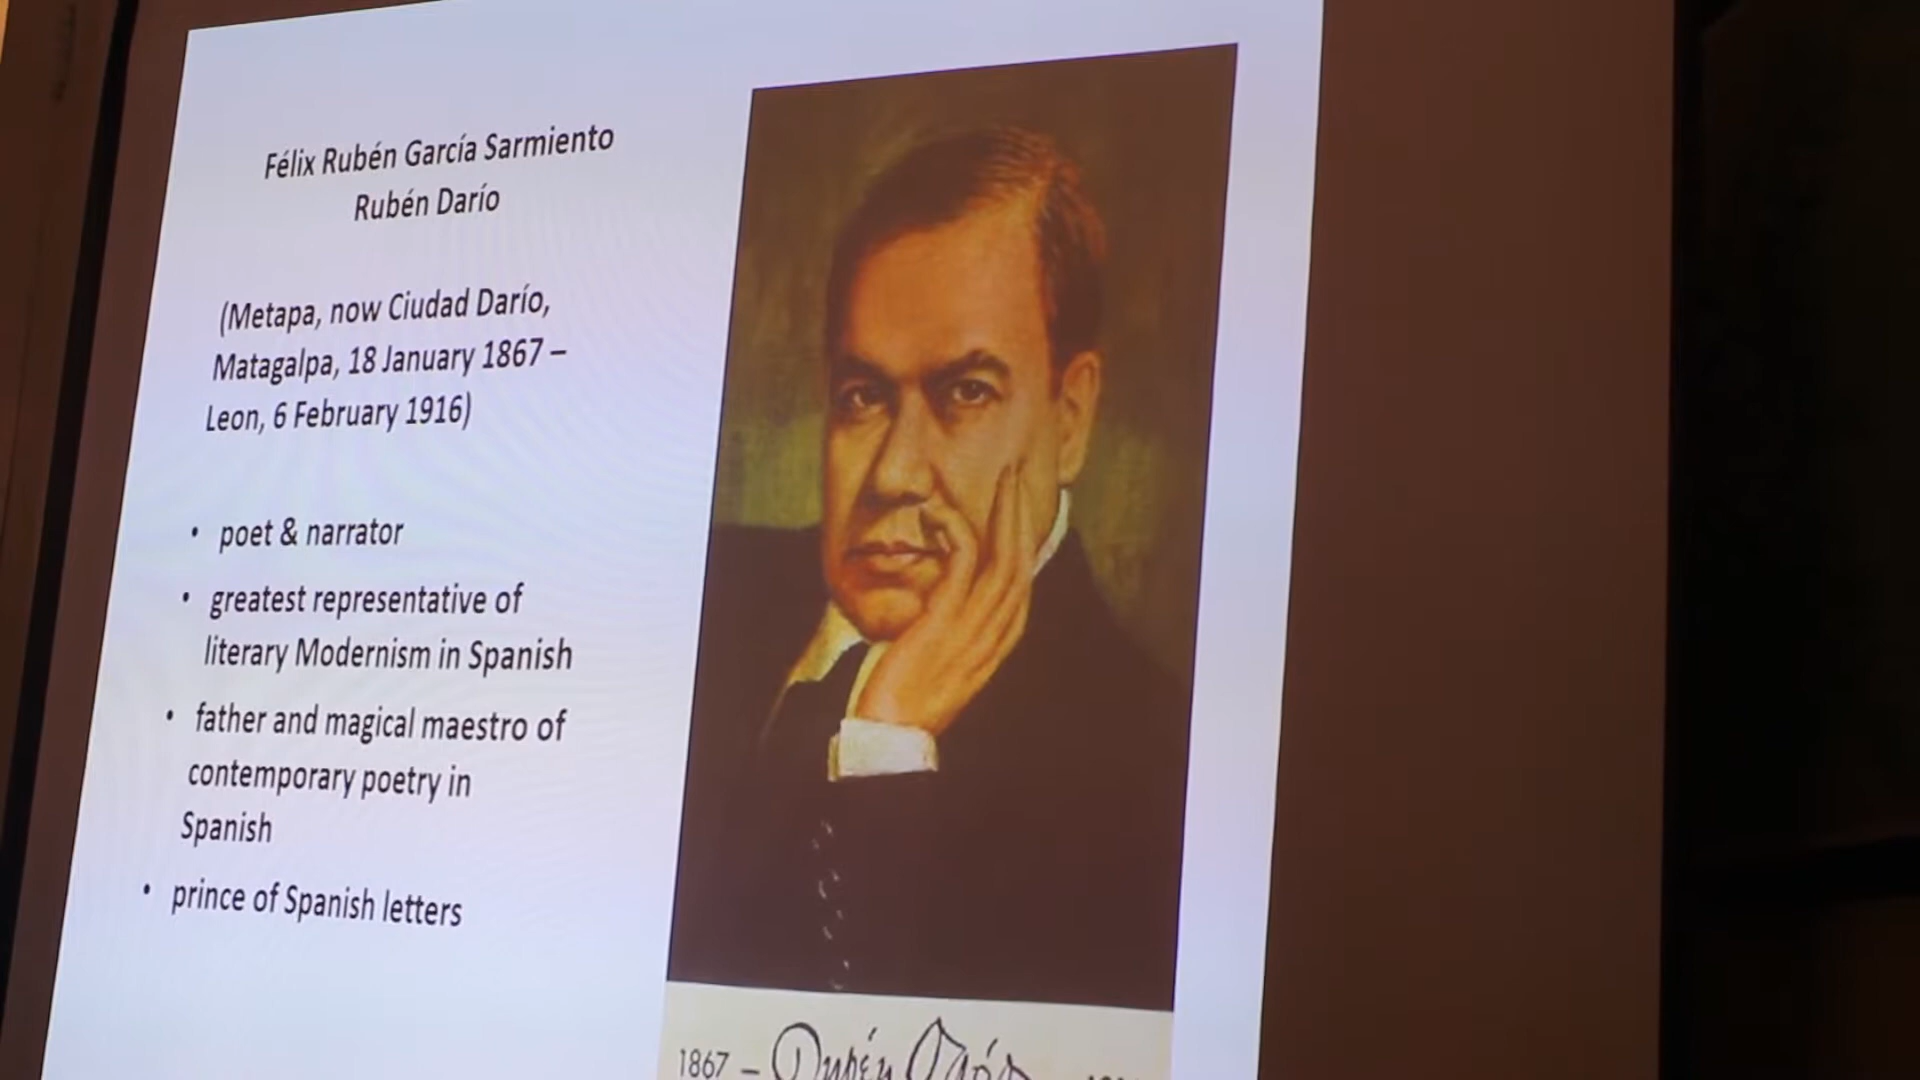 Félix Rubén García Sarmiento
Rubén Darío
(Metapa, now Ciudad Darío,
Matagalpa, 18 January 1867 –
Leon, 6 February 1916)
• poet & narrator
• greatest representative of
literary Modernism in Spanish
• father and magical maestro of
contemporary poetry in
Spanish
• prince of Spanish letters
1867 – Rubén Darío